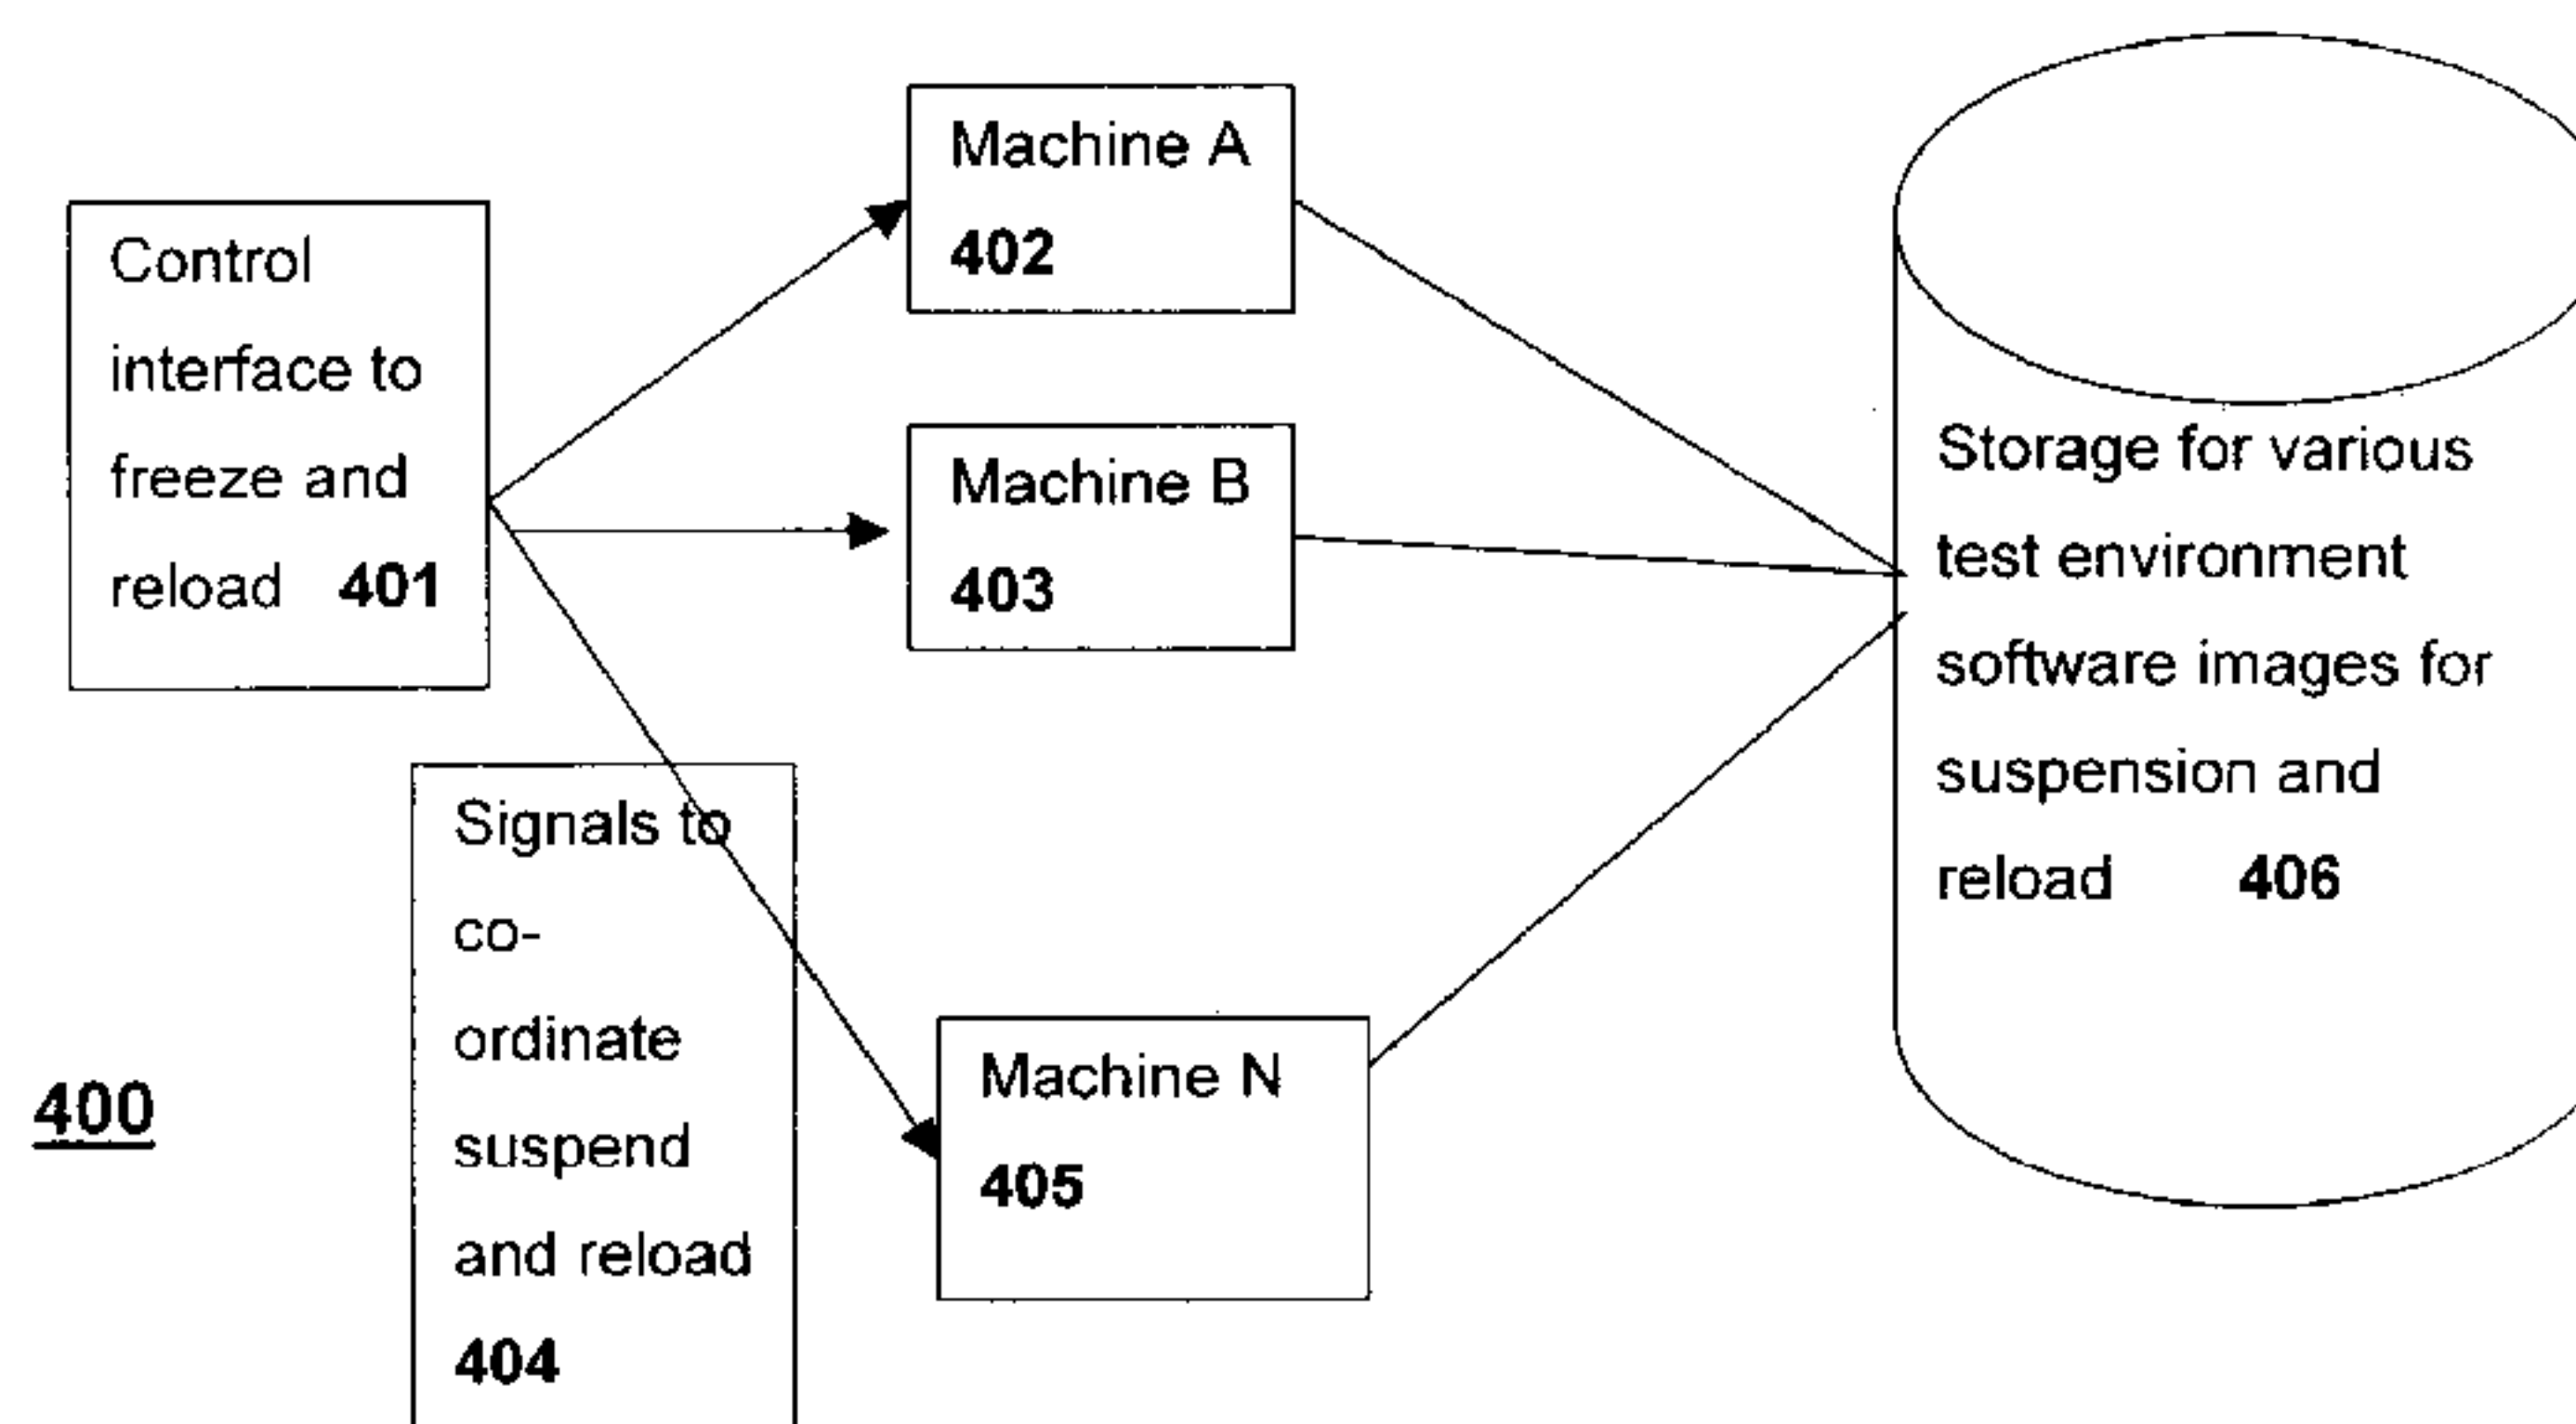 Control
interface to
freeze and
reload 401
Machine A
402
Machine B
403
Signals to
co-
ordinate
suspend
and reload
404
Machine N
405
Storage for various
test environment
software images for
suspension and
reload 406
400